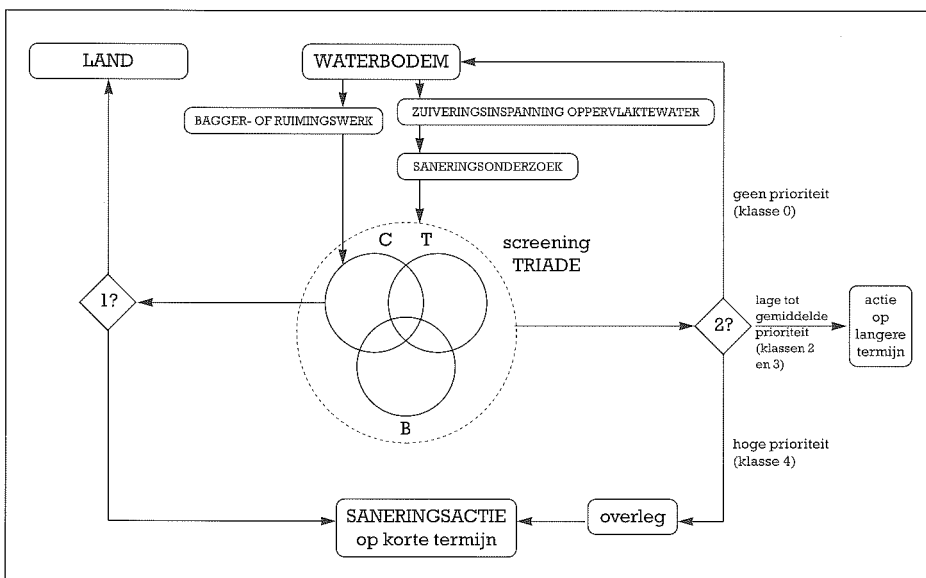 LAND
WATERBODEM
BAGGER- OF RUIMINGSWERK
ZUIVERINGSINSPANNING OPPERVLAKTEWATER
SANERINGSONDERZOEK
geen prioriteit
(klasse 0)
C T
screening
TRIADE
1?
2?
lage tot
gemiddelde
prioriteit
(klassen 2
en 3)
actie
op
langere
termijn
B
hoge prioriteit
(klasse 4)
SANERINGSACTIE
op korte termijn
overleg